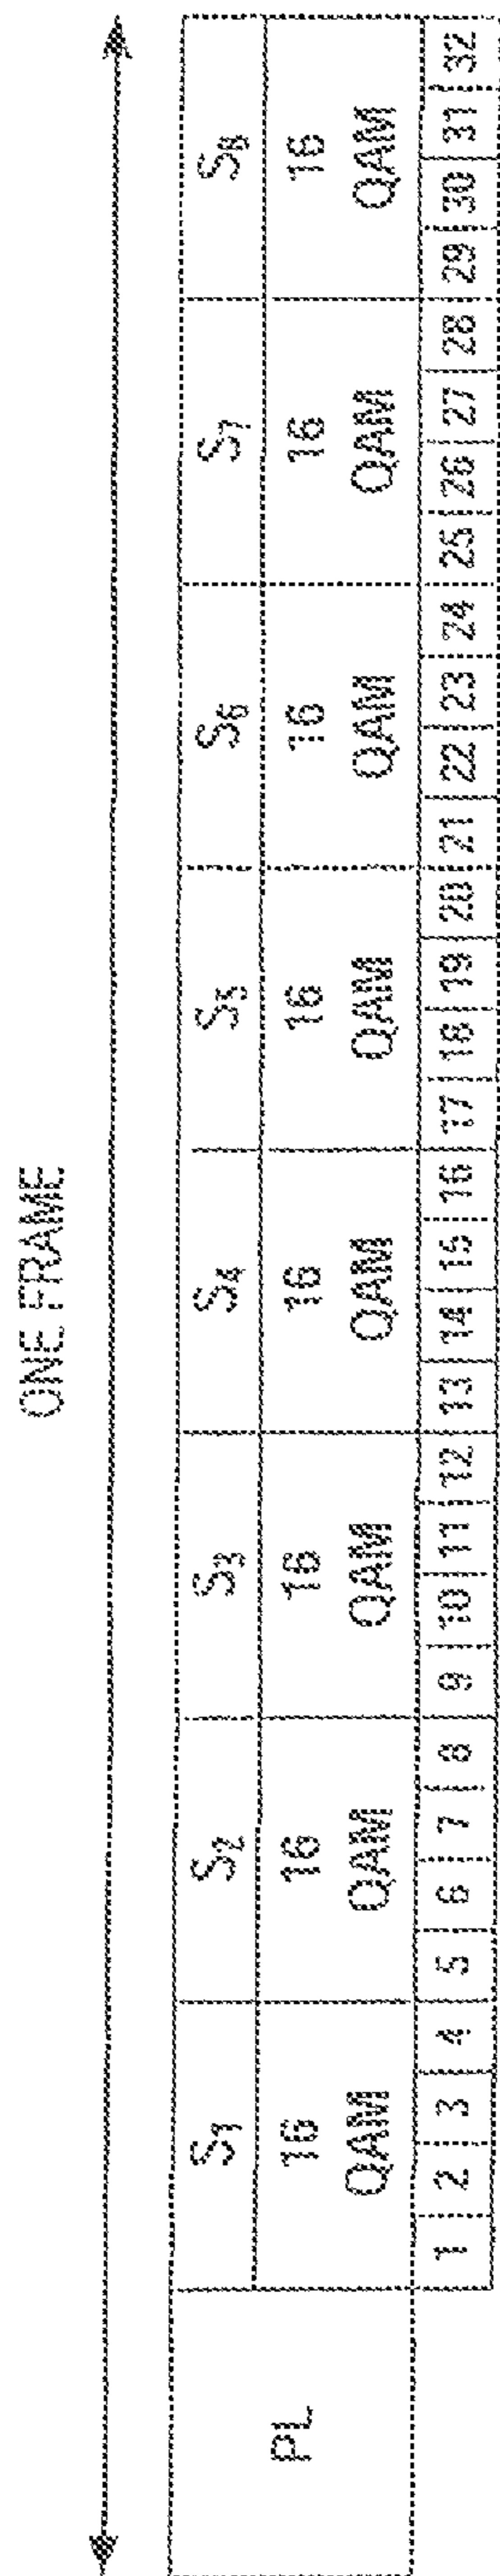 ONE FRAME
PL
S1 S2 S3 S4 S5 S6 S7 S8
16 QAM 16 QAM 16 QAM 16 QAM 16 QAM 16 QAM 16 QAM 16 QAM
1 2 3 4 5 6 7 8 9 10 11 12 13 14 15 16 17 18 19 20 21 22 23 24 25 26 27 28 29 30 31 32